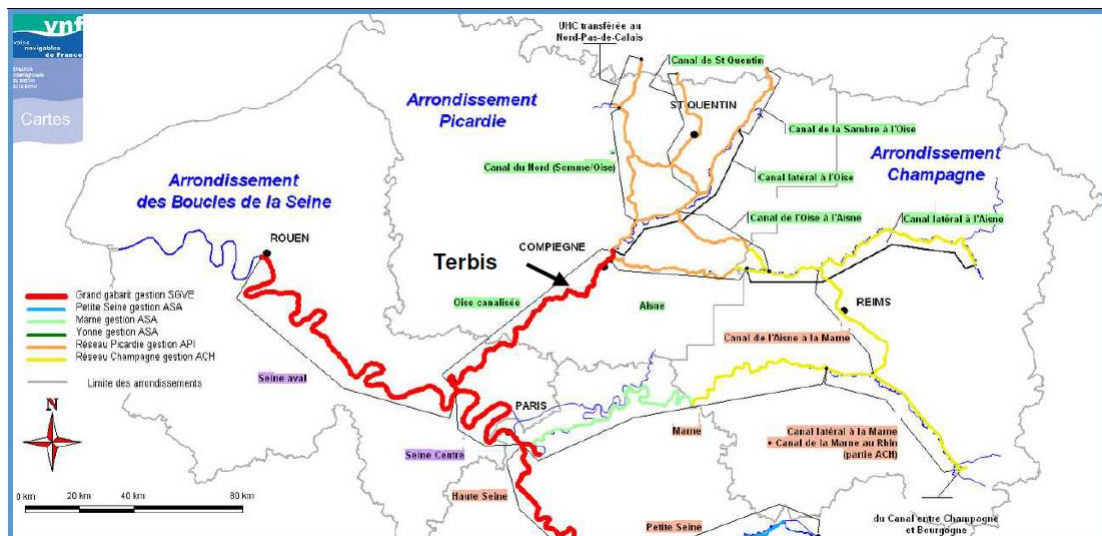 vnf
voies
navigables
de France
Cartes
UHC transférée au
Nord-Pas-de-Calais
Canal de St Quentin
Arrondissement
Picardie
ST QUENTIN
Canal de la Sambre à l'Oise
Arrondissement
Champagne
Canal du Nord (Somme/Oise)
Canal latéral à l'Oise
Arrondissement
des Boucles de la Seine
Canal de l'Oise à l'Aisne
Canal latéral à l'Aisne
ROUEN
COMPIEGNE
Terbis
Oise canalisée
Aisne
REIMS
Grand gabarit gestion SGVE
Petite Seine gestion ASA
Marne gestion ASA
Yonne gestion ASA
Réseau Picardie gestion API
Réseau Champagne gestion ACH
Limite des arrondissements
Canal de l'Aisne à la Marne
Seine aval
N
PARIS
Marne
Canal latéral à la Marne
+ Canal de la Marne au Rhin
(partie ACH)
Seine Centre
Haute Seine
0 km 20 km 40 km 80 km
Petite Seine
du Canal entre Champagne
et Bourgogne